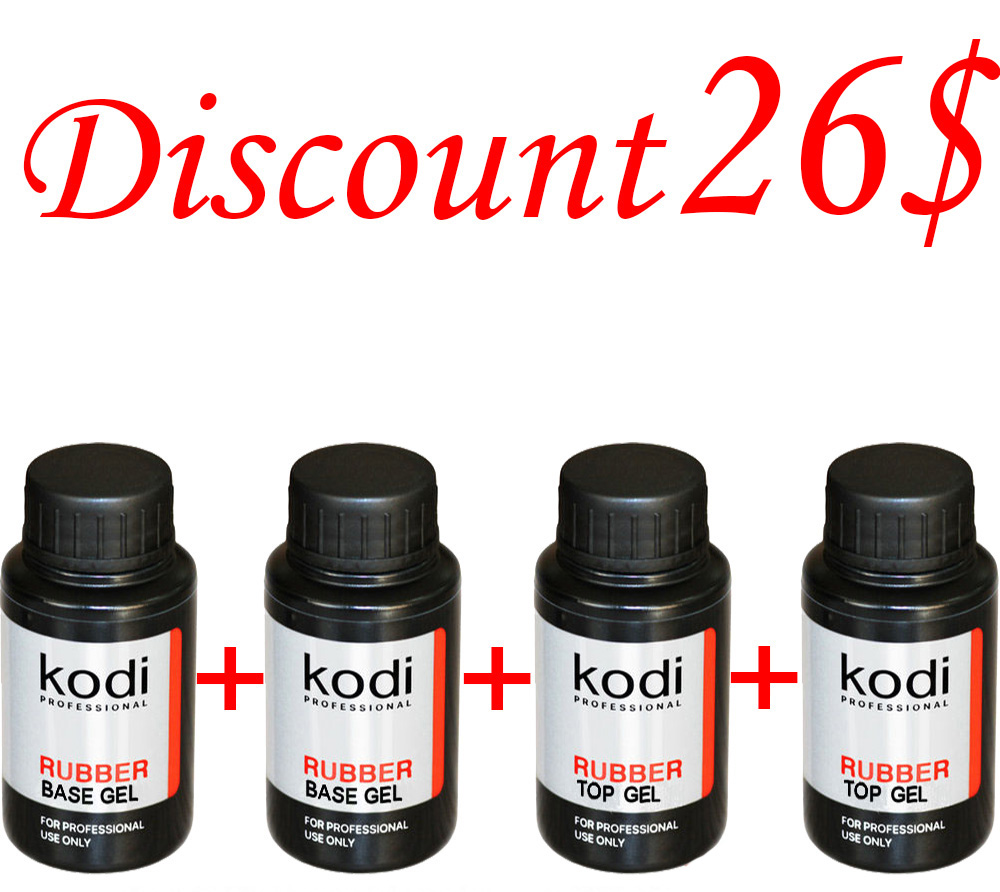 Discount 26$
kodi
PROFESSIONAL
RUBBER
BASE GEL
FOR PROFESSIONAL
USE ONLY
+
kodi
PROFESSIONAL
RUBBER
BASE GEL
FOR PROFESSIONAL
USE ONLY
+
kodi
PROFESSIONAL
RUBBER
TOP GEL
FOR PROFESSIONAL
USE ONLY
+
kodi
PROFESSIONAL
RUBBER
TOP GEL
FOR PROFESSIONAL
USE ONLY